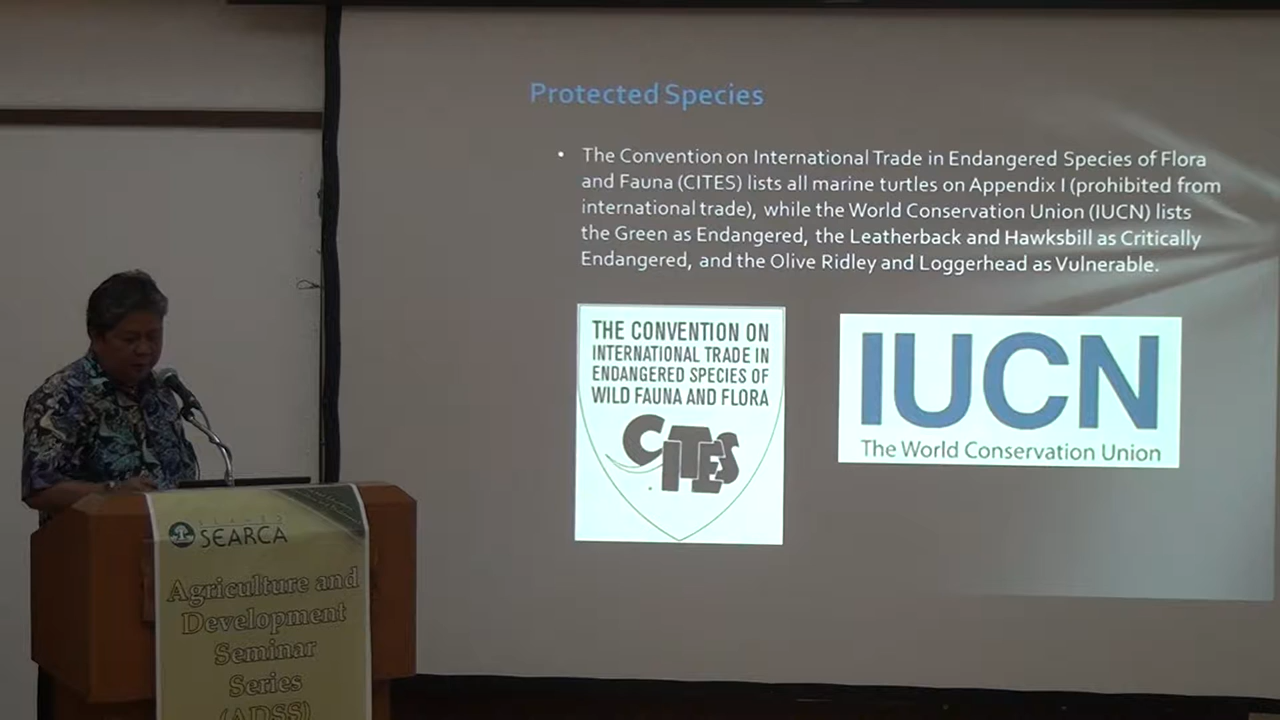 Protected Species
• The Convention on International Trade in Endangered Species of Flora
and Fauna (CITES) lists all marine turtles on Appendix I (prohibited from
international trade), while the World Conservation Union (IUCN) lists
the Green as Endangered, the Leatherback and Hawksbill as Critically
Endangered, and the Olive Ridley and Loggerhead as Vulnerable.
THE CONVENTION ON
INTERNATIONAL TRADE IN
ENDANGERED SPECIES OF
WILD FAUNA AND FLORA
CITES
IUCN
The World Conservation Union
SEARCA
Agriculture and
Development
Seminar
Series
(ADSS)